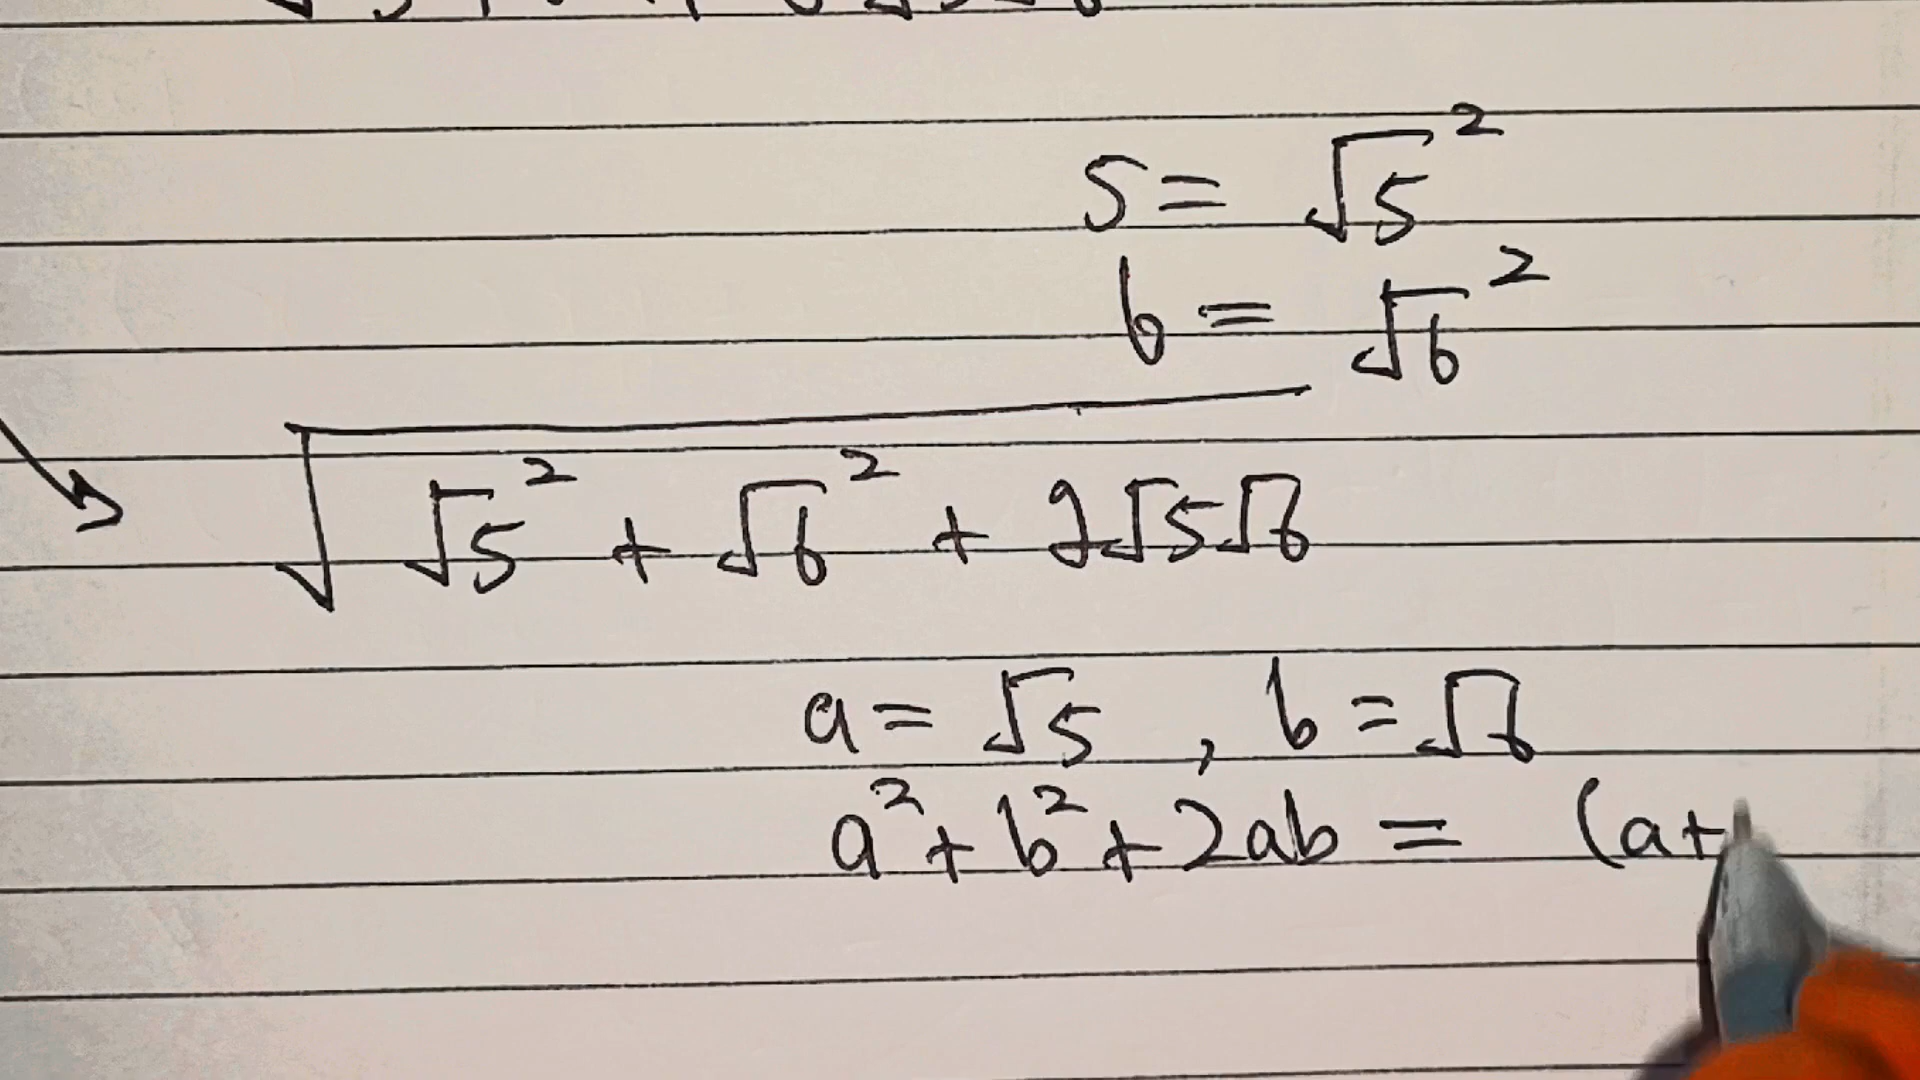 5 = √5²
6 = √6²
√(√5² + √6² + 2√5√6)
a = √5 , b = √6
a² + b² + 2ab = (a+